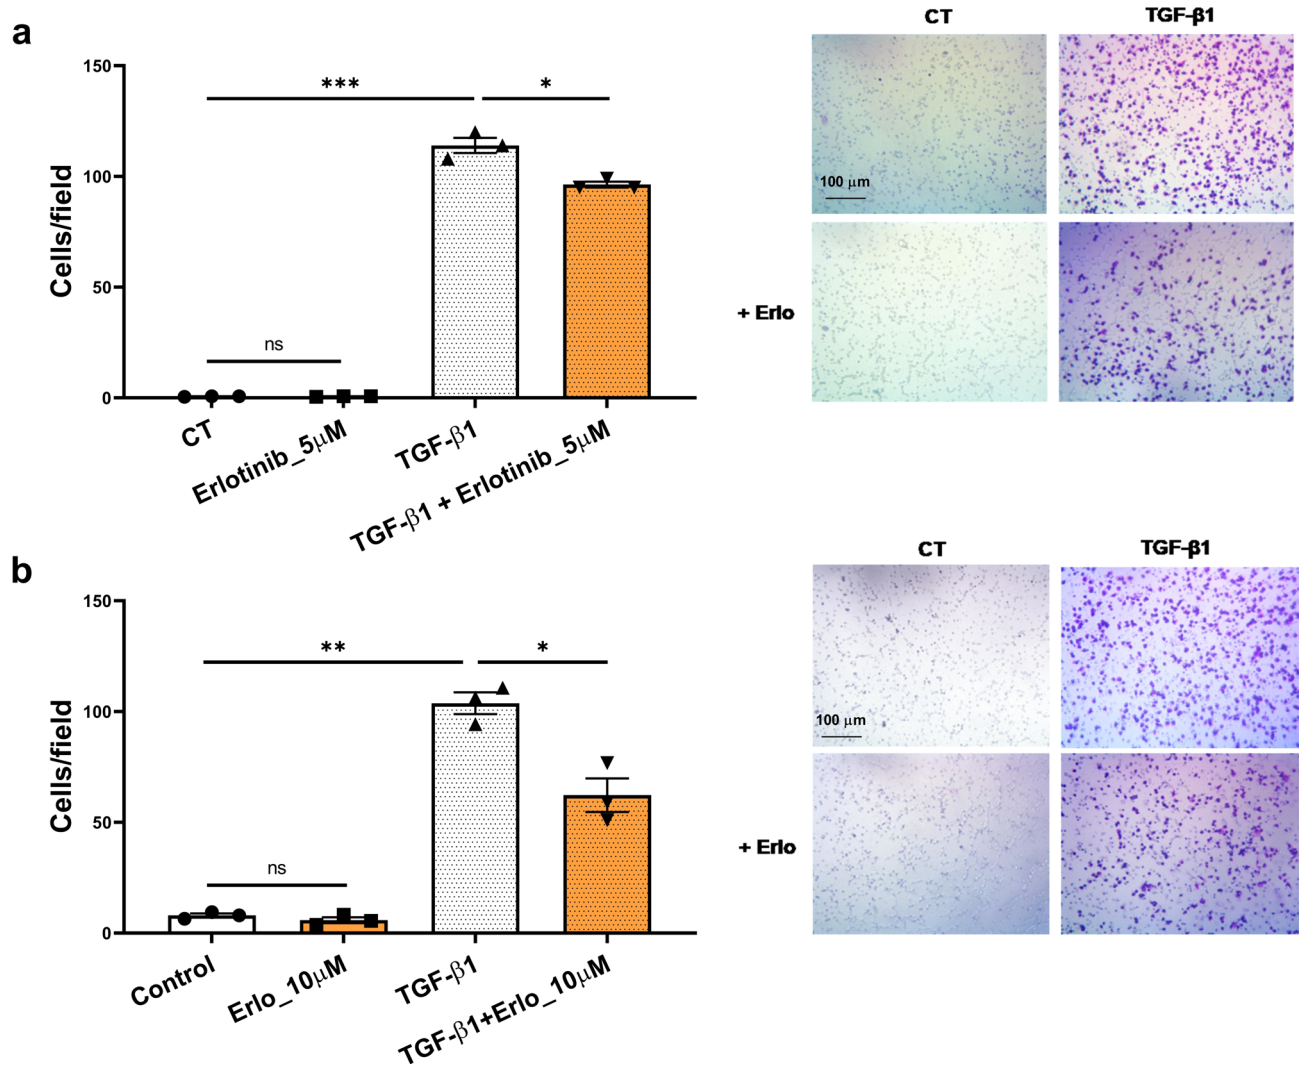 a
CT
TGF-β1
150
100
50
0
Cells/field
***
*
ns
CT
Erlotinib_5μM
TGF-β1
TGF-β1 + Erlotinib_5μM
100 μm
+ Erlo
b
CT
TGF-β1
150
100
50
0
Cells/field
**
*
ns
Control
Erlo_10μM
TGF-β1
TGF-β1+Erlo_10μM
100 μm
+ Erlo